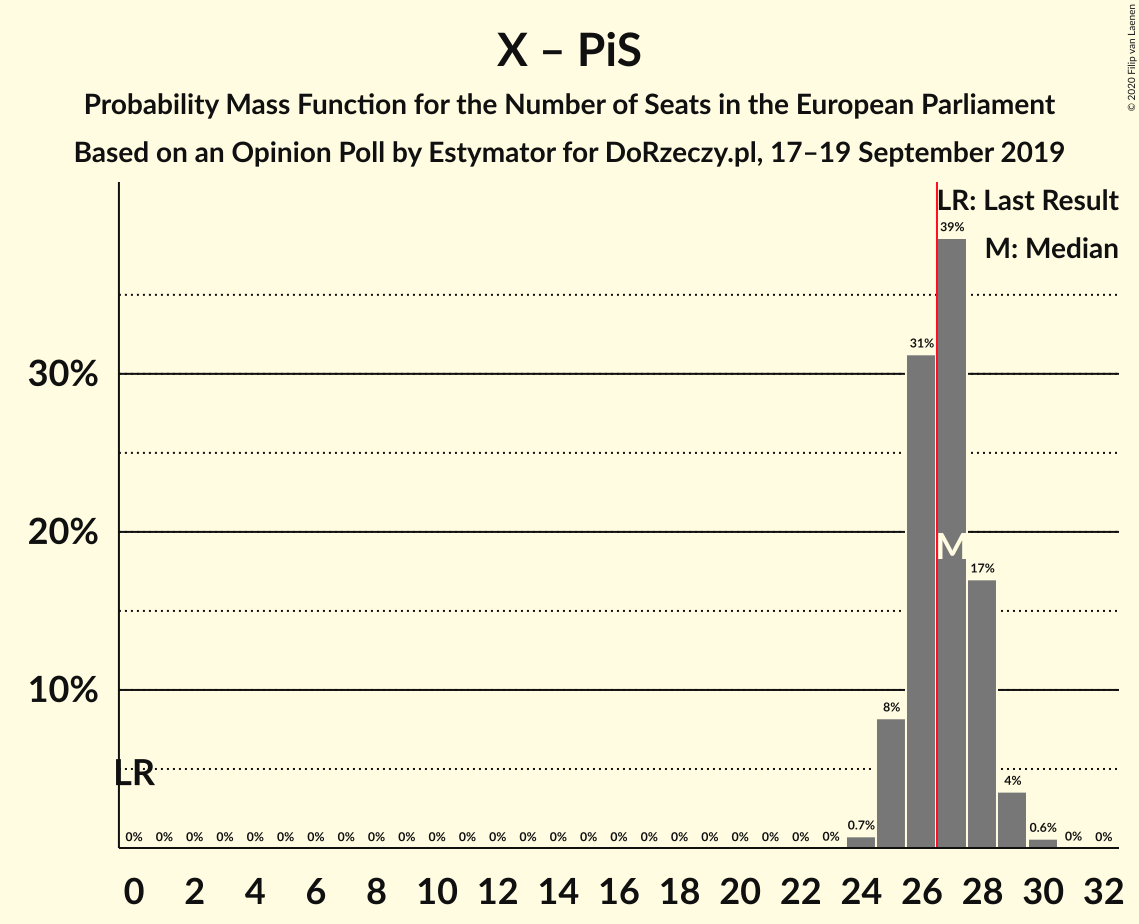 X – PiS
Probability Mass Function for the Number of Seats in the European Parliament
Based on an Opinion Poll by Estymator for DoRzeczy.pl, 17–19 September 2019
© 2020 Filip van Laenen
LR: Last Result
M: Median
39%
31%
30%
20%
M
17%
10%
8%
LR
4%
0% 0% 0% 0% 0% 0% 0% 0% 0% 0% 0% 0% 0% 0% 0% 0% 0% 0% 0% 0% 0% 0% 0% 0% 0.7% 0.6% 0% 0%
0 2 4 6 8 10 12 14 16 18 20 22 24 26 28 30 32